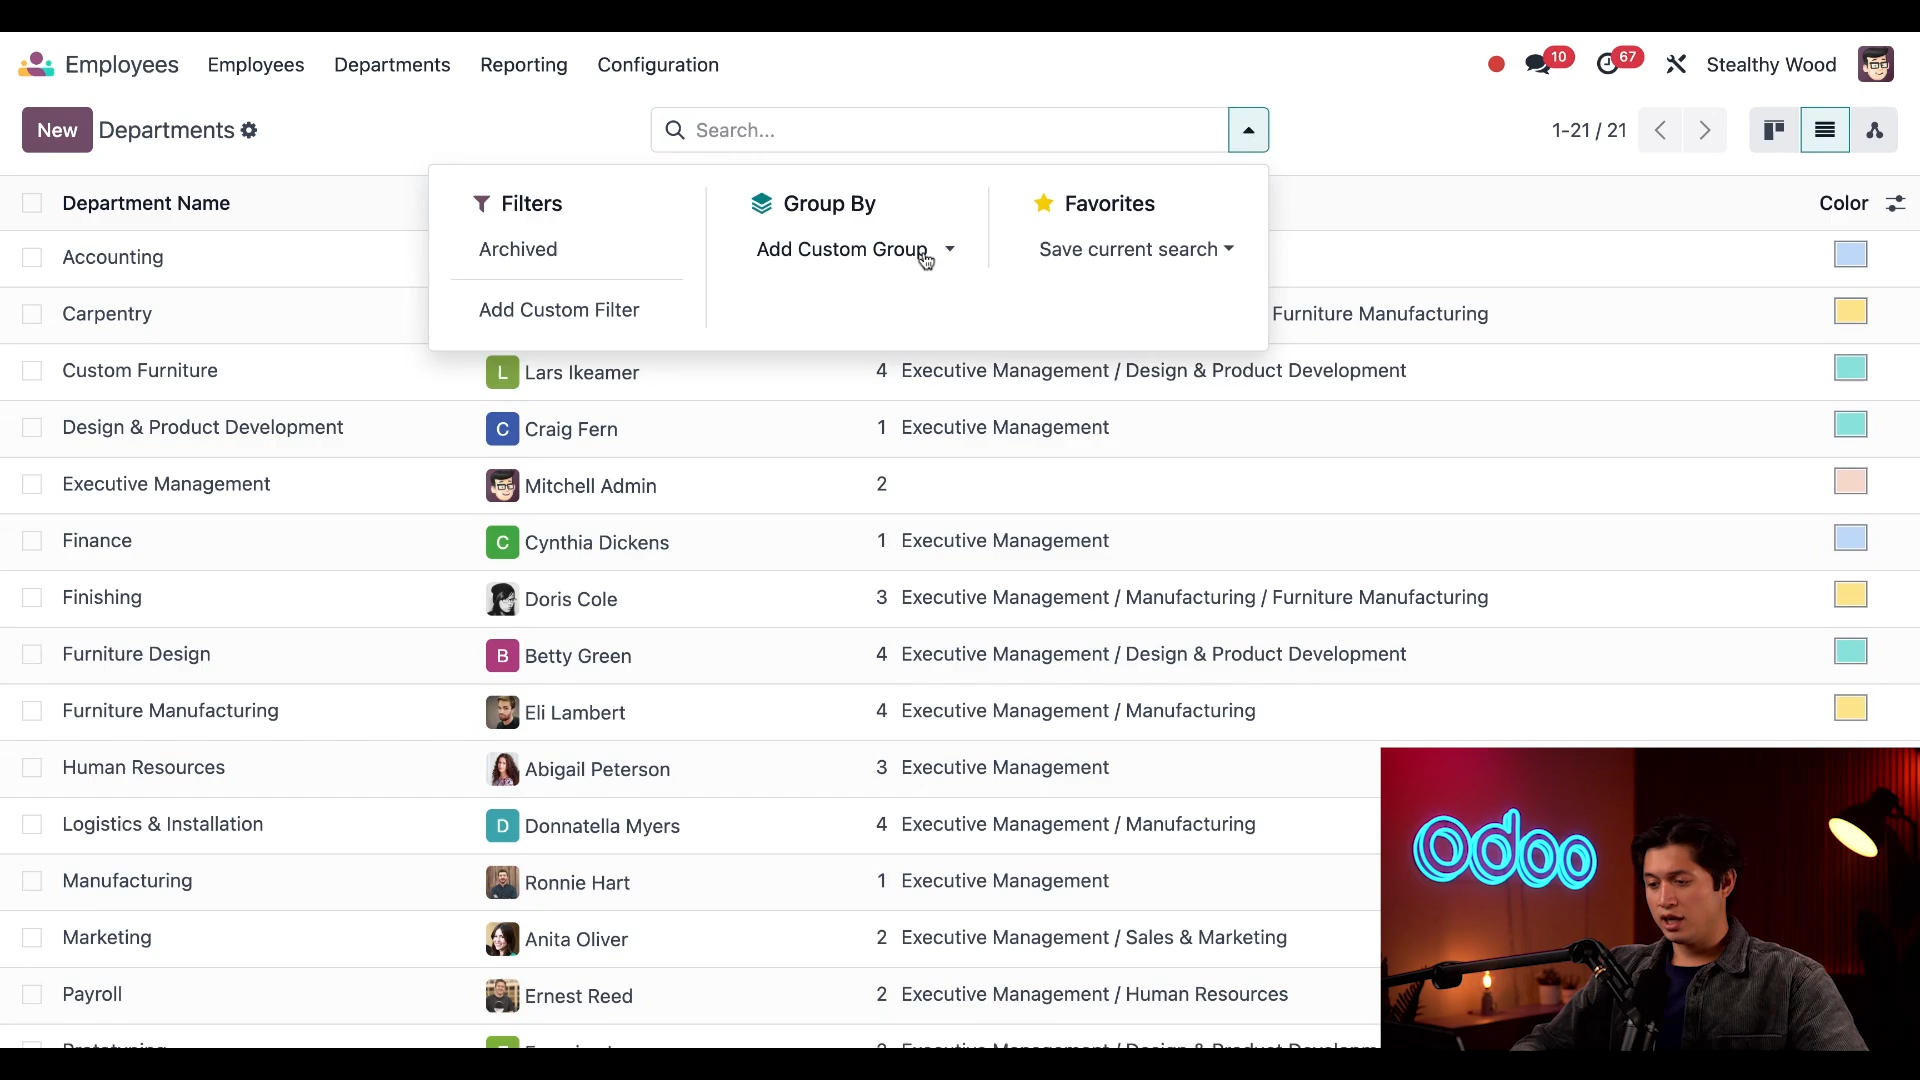 Employees Employees Departments Reporting Configuration 10 67 Stealthy Wood
New Departments Search... 1-21 / 21
Filters Group By Favorites
Archived Add Custom Group Save current search
Add Custom Filter
Department Name Color
Accounting
Carpentry Furniture Manufacturing
Custom Furniture L Lars Ikeamer 4 Executive Management / Design & Product Development
Design & Product Development C Craig Fern 1 Executive Management
Executive Management Mitchell Admin 2
Finance C Cynthia Dickens 1 Executive Management
Finishing Doris Cole 3 Executive Management / Manufacturing / Furniture Manufacturing
Furniture Design B Betty Green 4 Executive Management / Design & Product Development
Furniture Manufacturing Eli Lambert 4 Executive Management / Manufacturing
Human Resources Abigail Peterson 3 Executive Management
Logistics & Installation D Donnatella Myers 4 Executive Management / Manufacturing
Manufacturing Ronnie Hart 1 Executive Management
Marketing Anita Oliver 2 Executive Management / Sales & Marketing
Payroll Ernest Reed 2 Executive Management / Human Resources
odoo